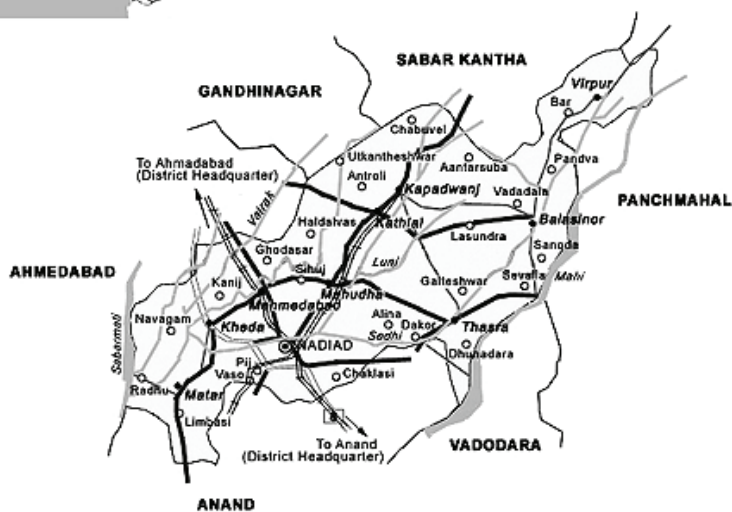 SABAR KANTHA
Virpur
GANDHINAGAR
Bar
Chabuvel
To Ahmadabad
(District Headquarter)
Utkantheshwar
Aantarsuba
Pandva
Antroli
Kapadwanj
Vadadala
PANCHMAHAL
Vatrak
Haldalvas
Kathlal
Balasinor
Lasundra
Ghodasar
Sanoda
AHMEDABAD
Sihuj
Luni
Kanij
Mahudha
Galteshwar
Sevalia
Mahi
Mehmedabad
Navagam
Kheda
Alina
Dakor
Thasra
Sabarmati
NADIAD
Sedhi
Dhunadara
Pij
Vaso
Chaklasi
Radhu
Matar
Limbasi
8
To Anand
(District Headquarter)
VADODARA
ANAND